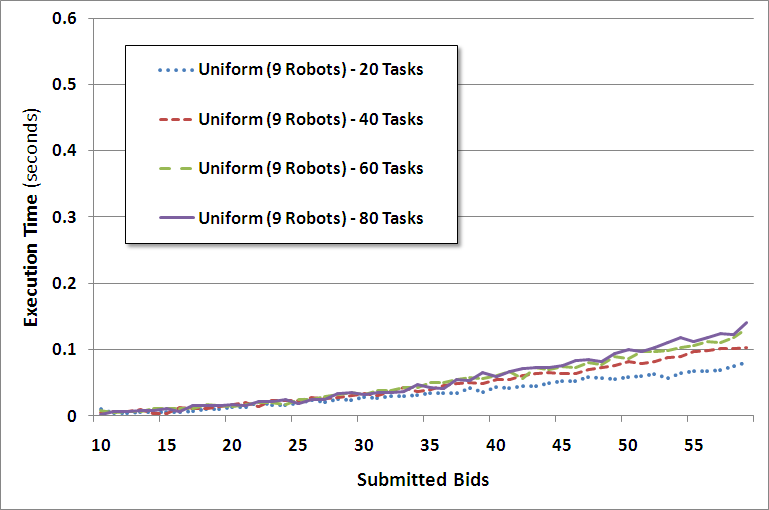 0.6
0.5
0.4
0.3
0.2
0.1
0
Execution Time (seconds)
Uniform (9 Robots) - 20 Tasks
Uniform (9 Robots) - 40 Tasks
Uniform (9 Robots) - 60 Tasks
Uniform (9 Robots) - 80 Tasks
10 15 20 25 30 35 40 45 50 55
Submitted Bids